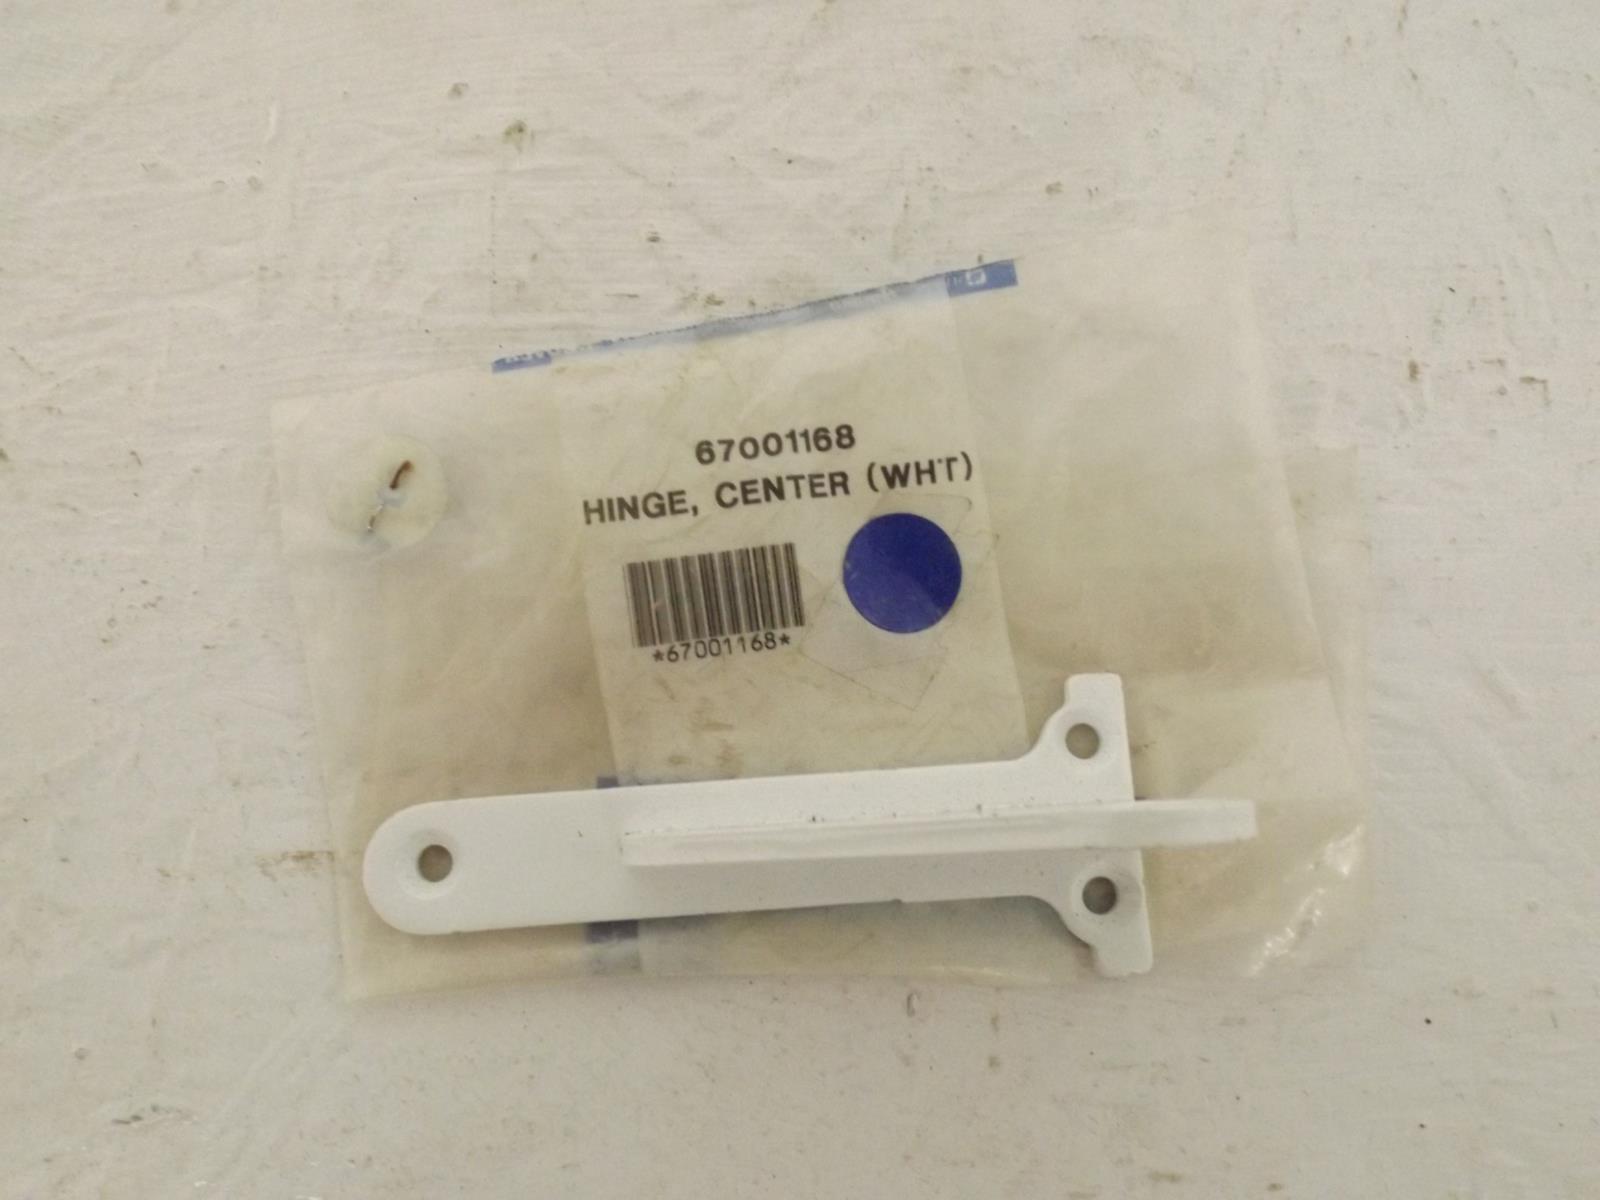 67001168
HINGE, CENTER (WHT)
*67001168*